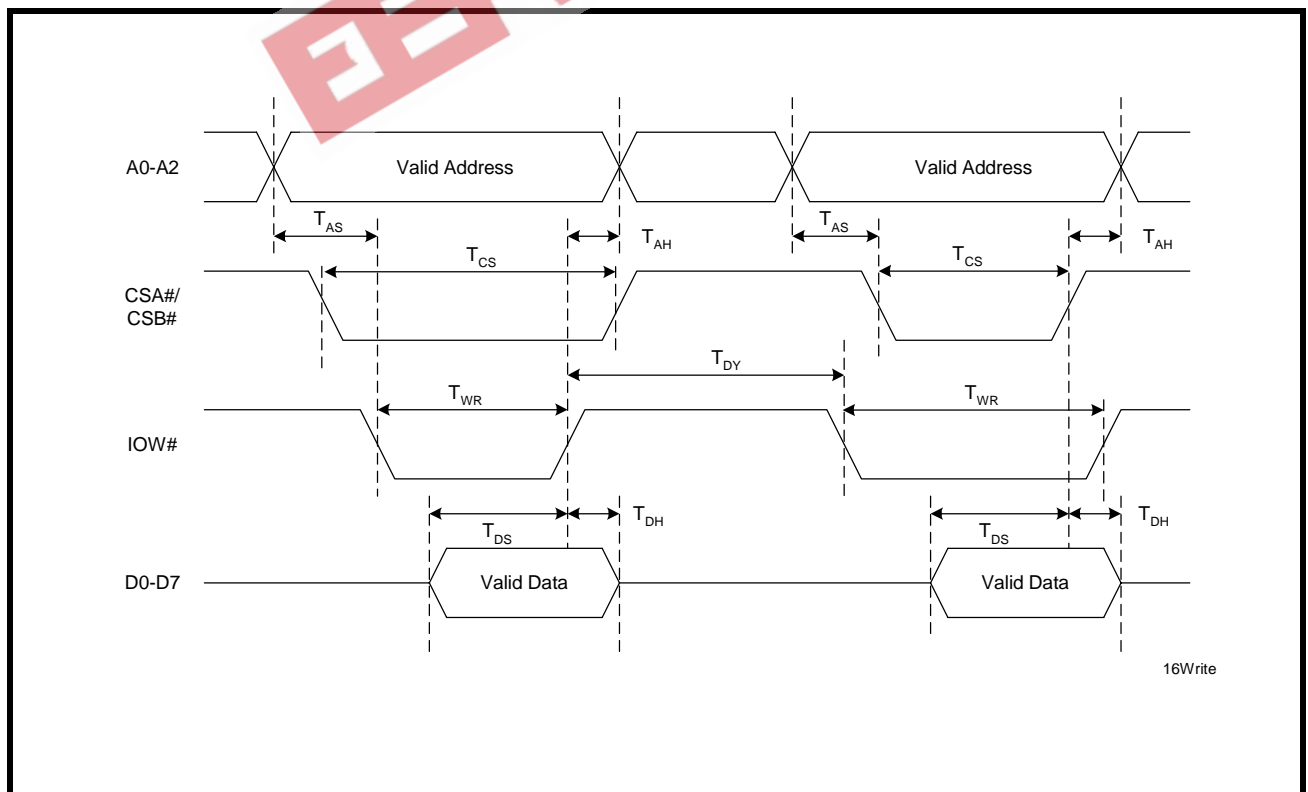 A0-A2
Valid Address
Valid Address
TAS
TAH
TAS
TAH
TCS
TCS
CSA#/
CSB#
TDY
TWR
TWR
IOW#
TDS
TDH
TDS
TDH
D0-D7
Valid Data
Valid Data
16Write